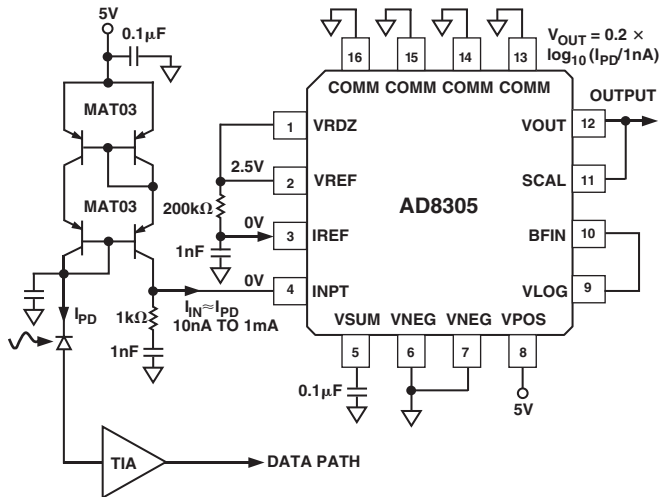 5V
0.1µF
MAT03
MAT03
I_PD
1kΩ
1nF
I_IN≈I_PD
10nA TO 1mA
2.5V
200kΩ
0V
1nF
0V
16 15 14 13
COMM COMM COMM COMM
V_OUT = 0.2 ×
log_10 (I_PD/1nA)
1 VRDZ
2 VREF
3 IREF
4 INPT
AD8305
VOUT 12
OUTPUT
SCAL 11
BFIN 10
VLOG 9
VSUM VNEG VNEG VPOS
5 6 7 8
0.1µF
5V
TIA
DATA PATH